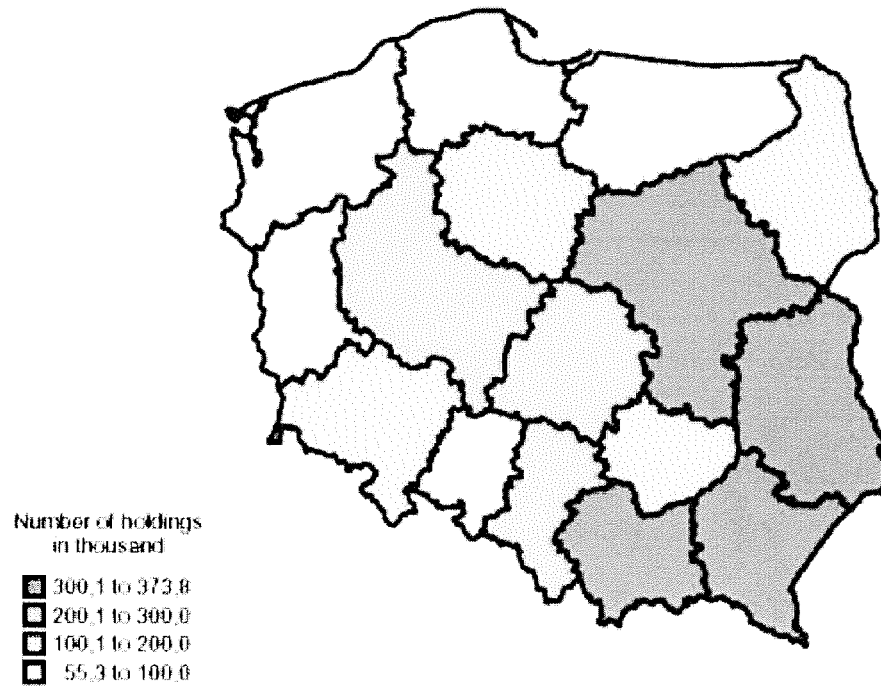 Number of holdings
in thousand
300,1 to 373,8
200,1 to 300,0
100,1 to 200,0
55,3 to 100,0